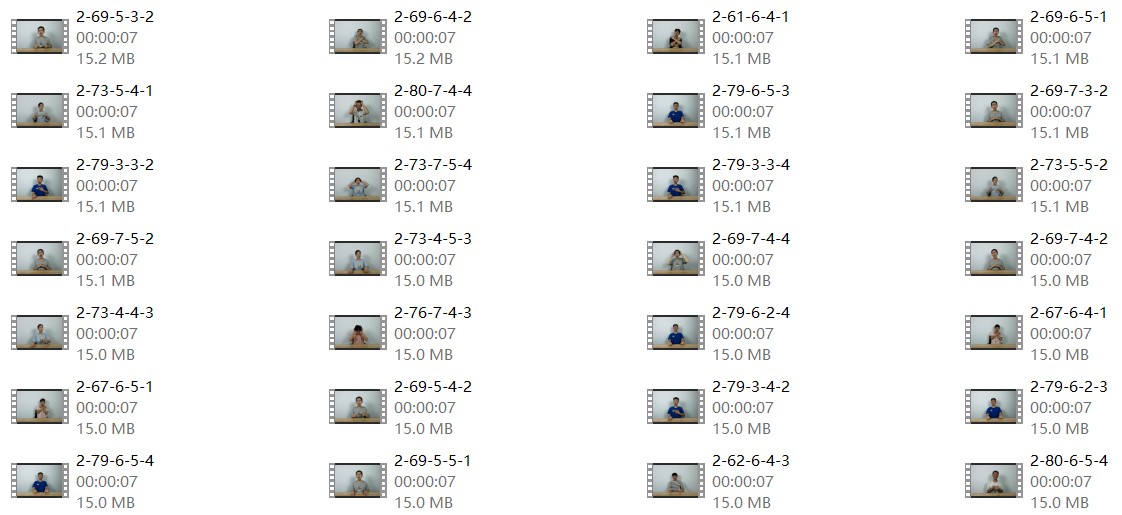 2-69-5-3-2
00:00:07
15.2 MB
2-69-6-4-2
00:00:07
15.2 MB
2-61-6-4-1
00:00:07
15.1 MB
2-69-6-5-1
00:00:07
15.1 MB
2-73-5-4-1
00:00:07
15.1 MB
2-80-7-4-4
00:00:07
15.1 MB
2-79-6-5-3
00:00:07
15.1 MB
2-69-7-3-2
00:00:07
15.1 MB
2-79-3-3-2
00:00:07
15.1 MB
2-73-7-5-4
00:00:07
15.1 MB
2-79-3-3-4
00:00:07
15.1 MB
2-73-5-5-2
00:00:07
15.1 MB
2-69-7-5-2
00:00:07
15.1 MB
2-73-4-5-3
00:00:07
15.1 MB
2-69-7-4-4
00:00:07
15.0 MB
2-69-7-4-2
00:00:07
15.0 MB
2-73-4-4-3
00:00:07
15.0 MB
2-76-7-4-3
00:00:07
15.0 MB
2-79-6-2-4
00:00:07
15.0 MB
2-67-6-4-1
00:00:07
15.0 MB
2-67-6-5-1
00:00:07
15.0 MB
2-69-5-4-2
00:00:07
15.0 MB
2-79-3-4-2
00:00:07
15.0 MB
2-79-6-2-3
00:00:07
15.0 MB
2-79-6-5-4
00:00:07
15.0 MB
2-69-5-5-1
00:00:07
15.0 MB
2-62-6-4-3
00:00:07
15.0 MB
2-80-6-5-4
00:00:07
15.0 MB